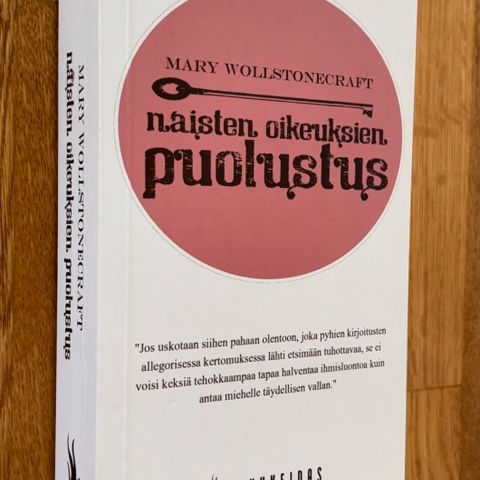 MARY WOLLSTONECRAFT
naisten oikeuksien puolustus
MARY WOLLSTONECRAFT
naisten oikeuksien
puolustus
"Jos uskotaan siihen pahaan olentoon, joka pyhien kirjoitusten
allegorisessa kertomuksessa lähti etsimään tuhottavaa, se ei
voisi keksiä tehokkaampaa tapaa halventaa ihmisluontoa kuin
antaa miehelle täydellisen vallan."